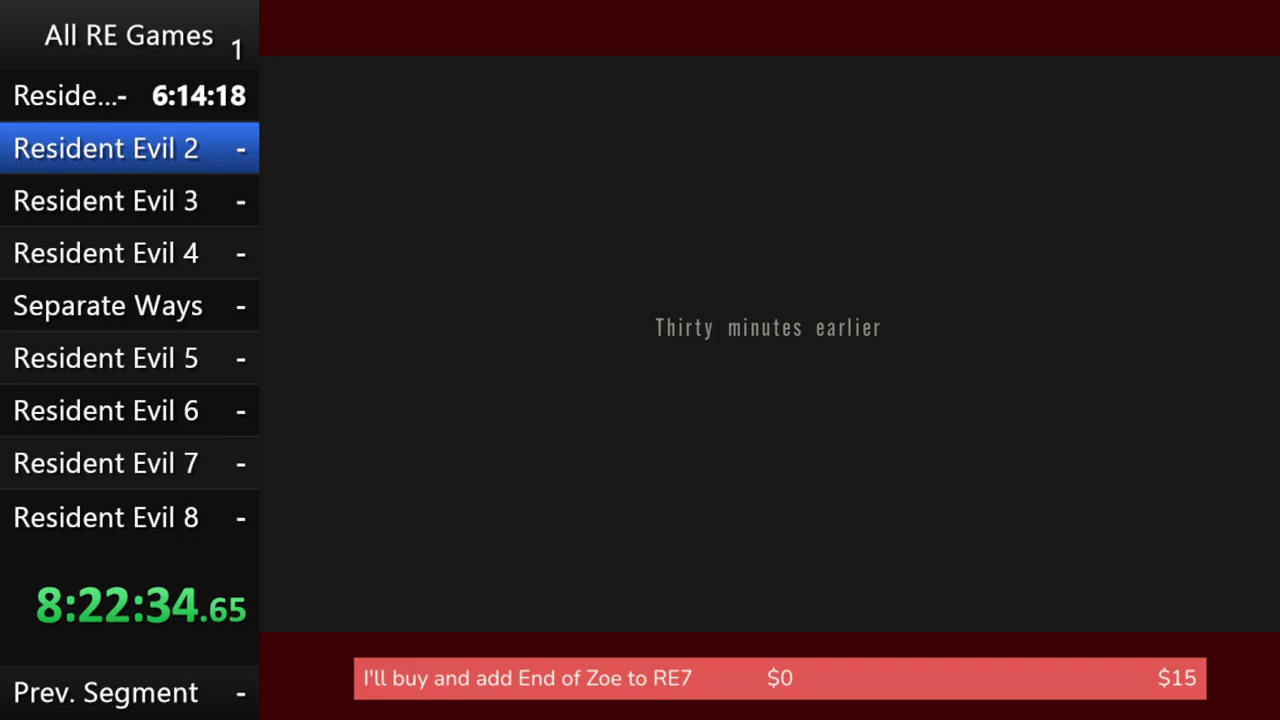 All RE Games
1
Reside...- 6:14:18
Resident Evil 2 -
Resident Evil 3 -
Resident Evil 4 -
Separate Ways -
Resident Evil 5 -
Resident Evil 6 -
Resident Evil 7 -
Resident Evil 8 -
8:22:34.65
Prev. Segment -
Thirty minutes earlier
I'll buy and add End of Zoe to RE7 $0 $15